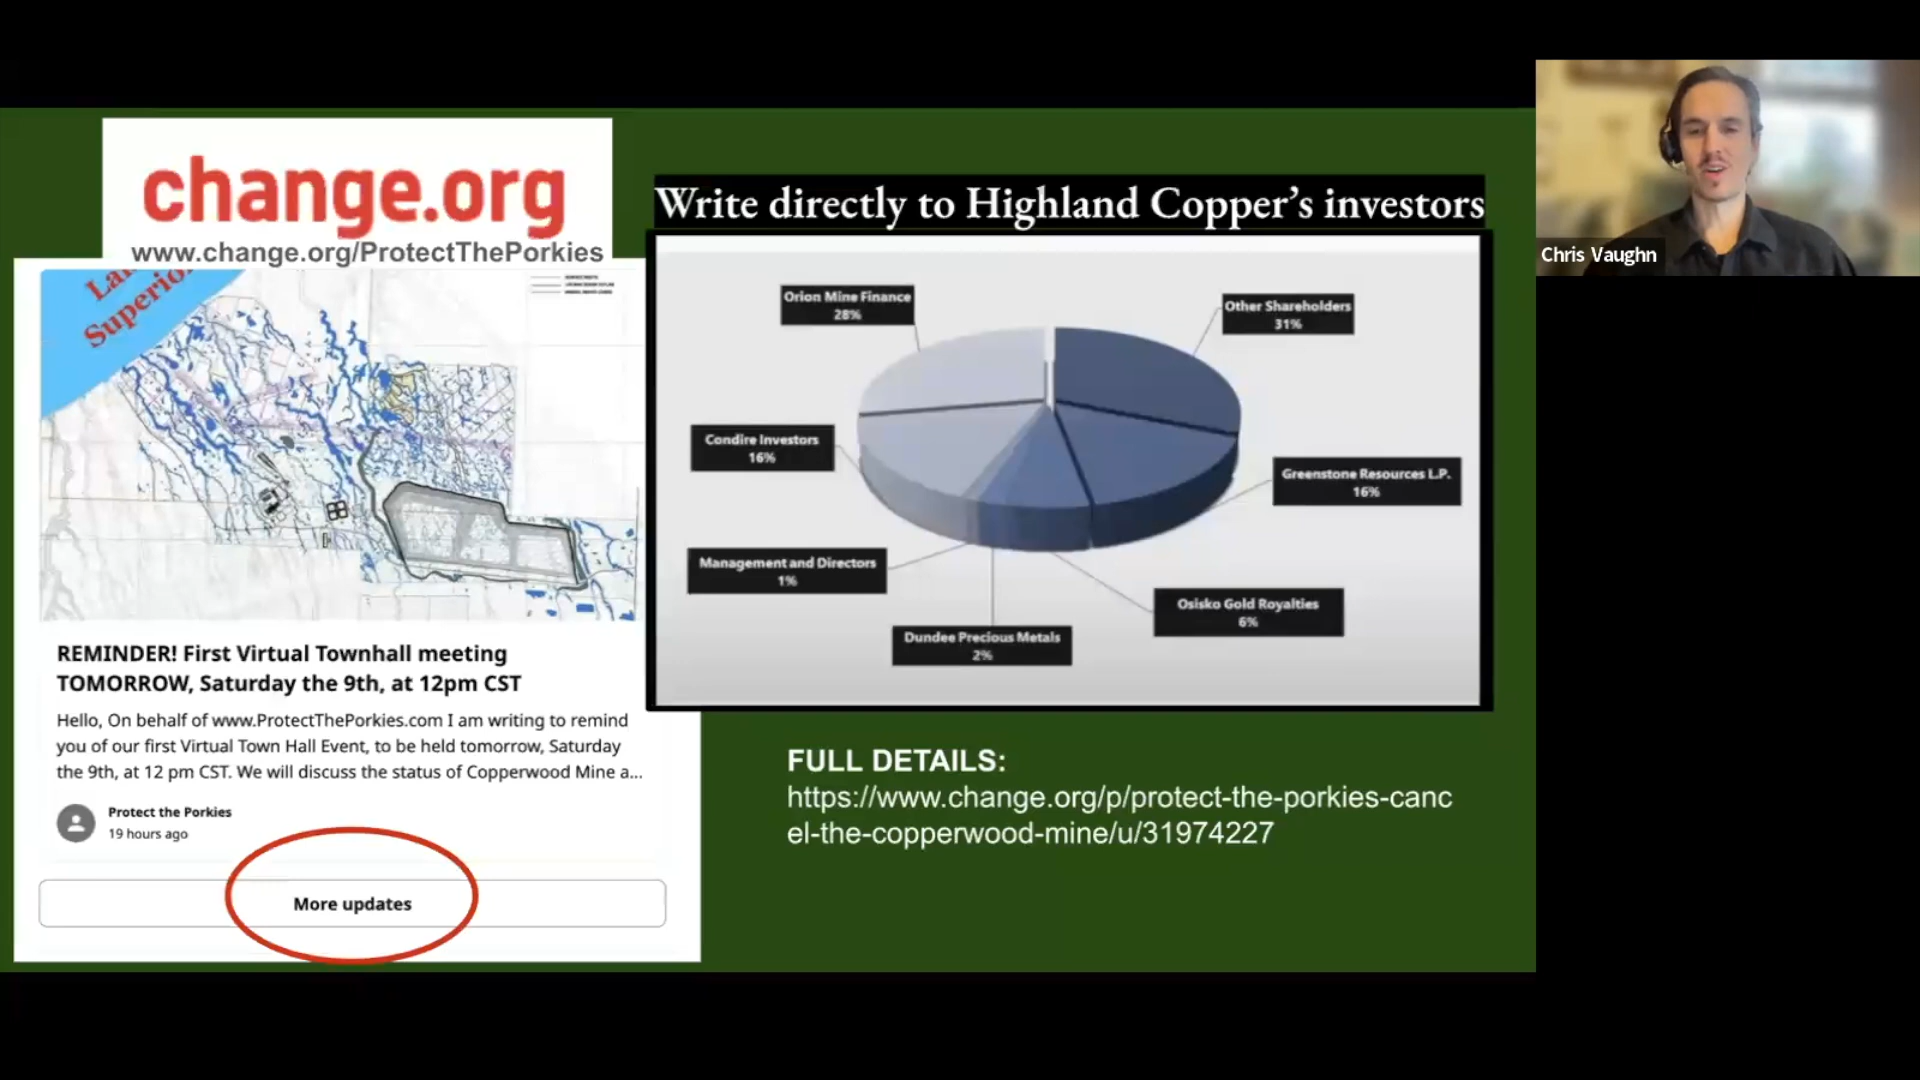 change.org
www.change.org/ProtectThePorkies
Superio
REMINDER! First Virtual Townhall meeting
TOMORROW, Saturday the 9th, at 12pm CST
Hello, On behalf of www.ProtectThePorkies.com I am writing to remind
you of our first Virtual Town Hall Event, to be held tomorrow, Saturday
the 9th, at 12 pm CST. We will discuss the status of Copperwood Mine a...
Protect the Porkies
19 hours ago
More updates
Write directly to Highland Copper's investors
Orion Mine Finance
28%
Other Shareholders
31%
Condire Investors
16%
Greenstone Resources L.P.
16%
Management and Directors
1%
Osisko Gold Royalties
6%
Dundee Precious Metals
2%
FULL DETAILS:
https://www.change.org/p/protect-the-porkies-canc
el-the-copperwood-mine/u/31974227
Chris Vaughn